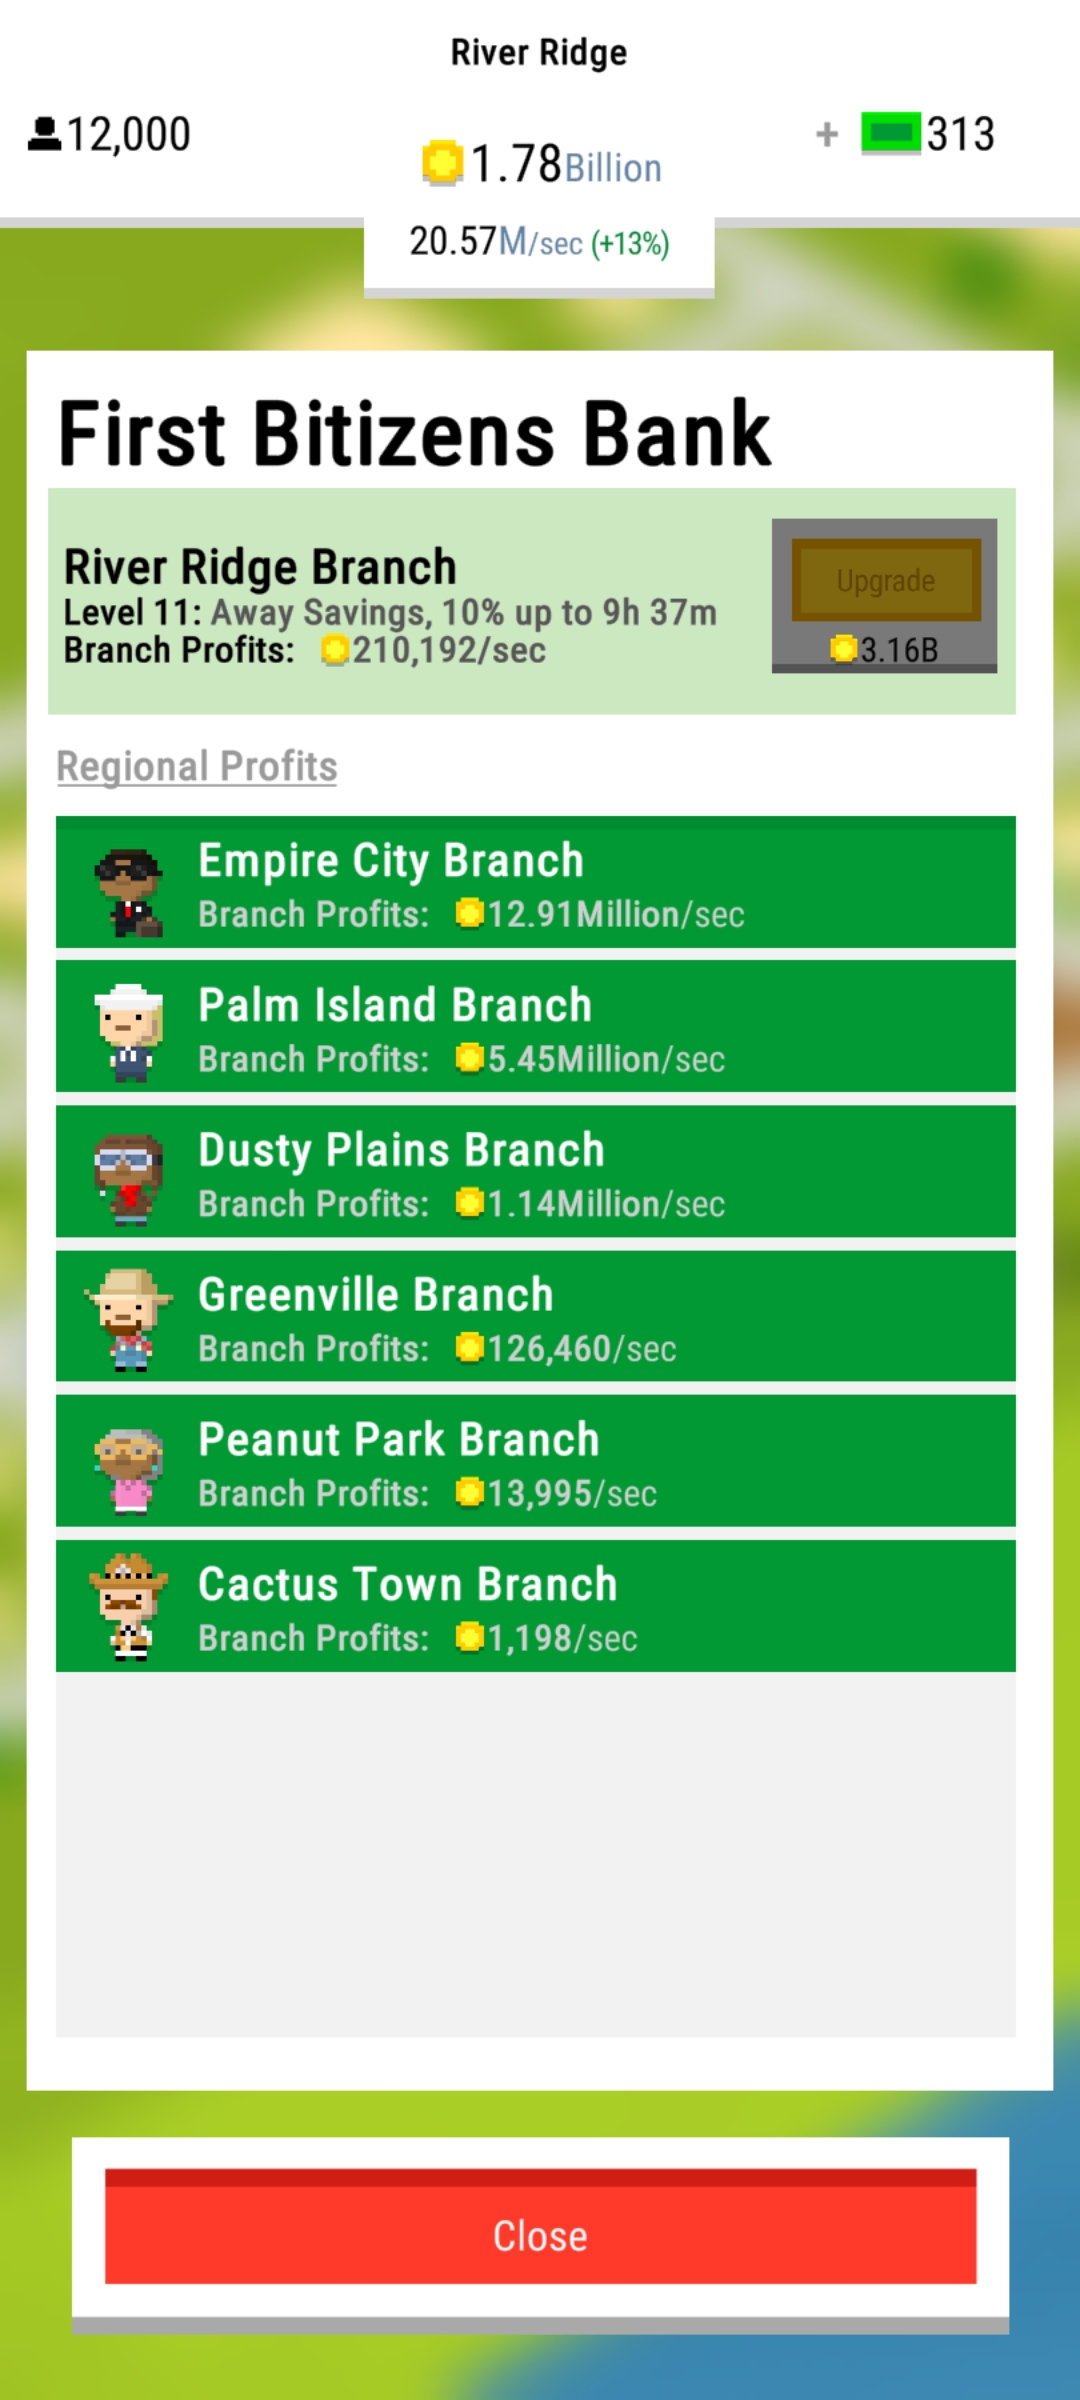 River Ridge
12,000
1.78Billion
+ 313
20.57M/sec (+13%)
First Bitizens Bank
River Ridge Branch
Level 11: Away Savings, 10% up to 9h 37m
Branch Profits: 210,192/sec
Upgrade
3.16B
Regional Profits
Empire City Branch
Branch Profits: 12.91Million/sec
Palm Island Branch
Branch Profits: 5.45Million/sec
Dusty Plains Branch
Branch Profits: 1.14Million/sec
Greenville Branch
Branch Profits: 126,460/sec
Peanut Park Branch
Branch Profits: 13,995/sec
Cactus Town Branch
Branch Profits: 1,198/sec
Close